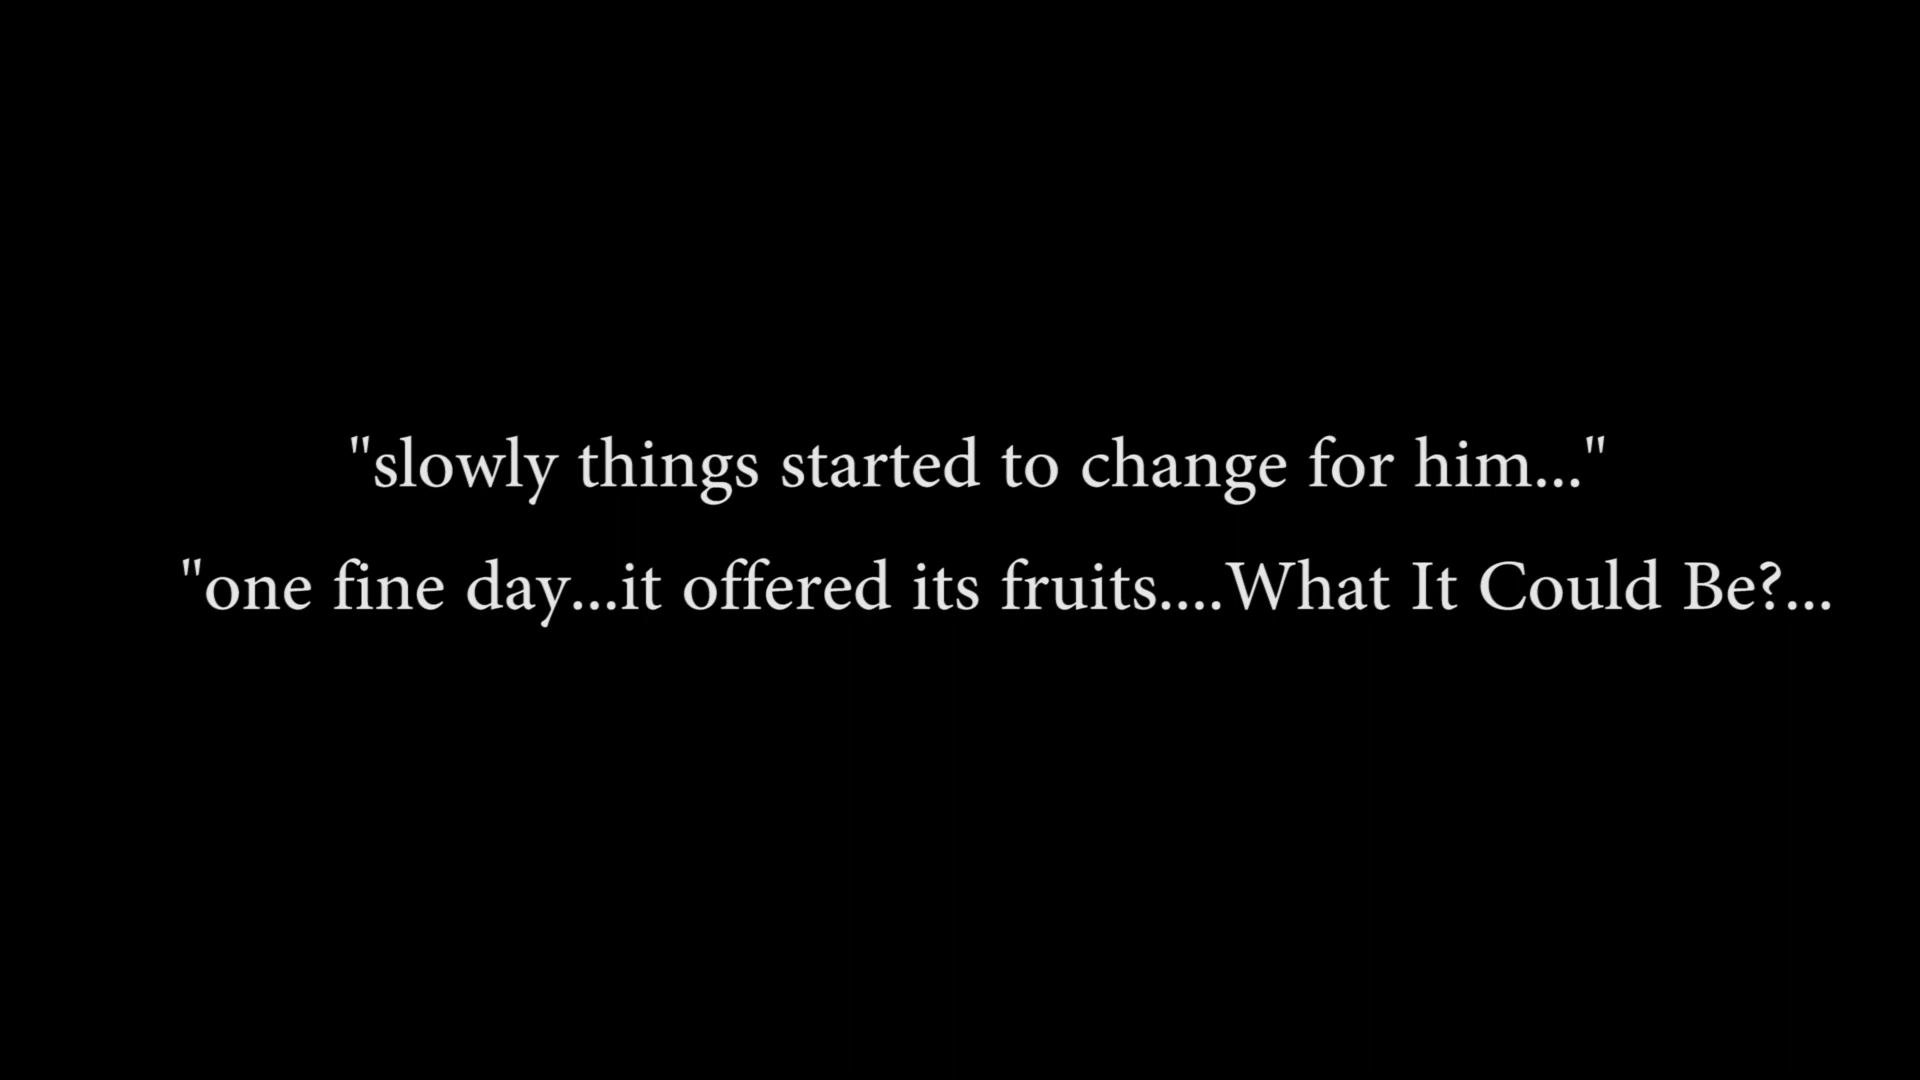 "slowly things started to change for him..."
"one fine day...it offered its fruits....What It Could Be?...